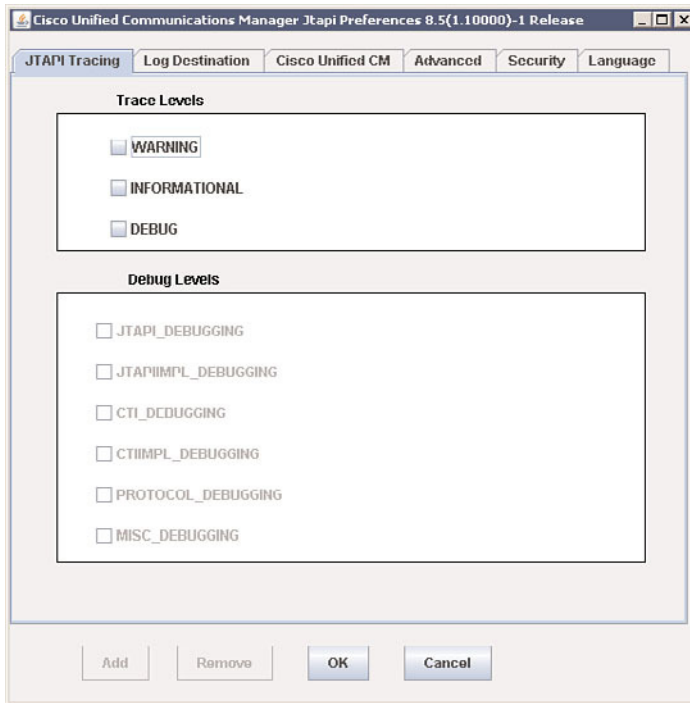 Cisco Unified Communications Manager Jtapi Preferences 8.5(1.10000)-1 Release
JTAPI Tracing Log Destination Cisco Unified CM Advanced Security Language
Trace Levels
WARNING
INFORMATIONAL
DEBUG
Debug Levels
JTAPI_DEBUGGING
JTAPIIMPL_DEBUGGING
CTI_DEBUGGING
CTIIMPL_DEBUGGING
PROTOCOL_DEBUGGING
MISC_DEBUGGING
Add Remove OK Cancel